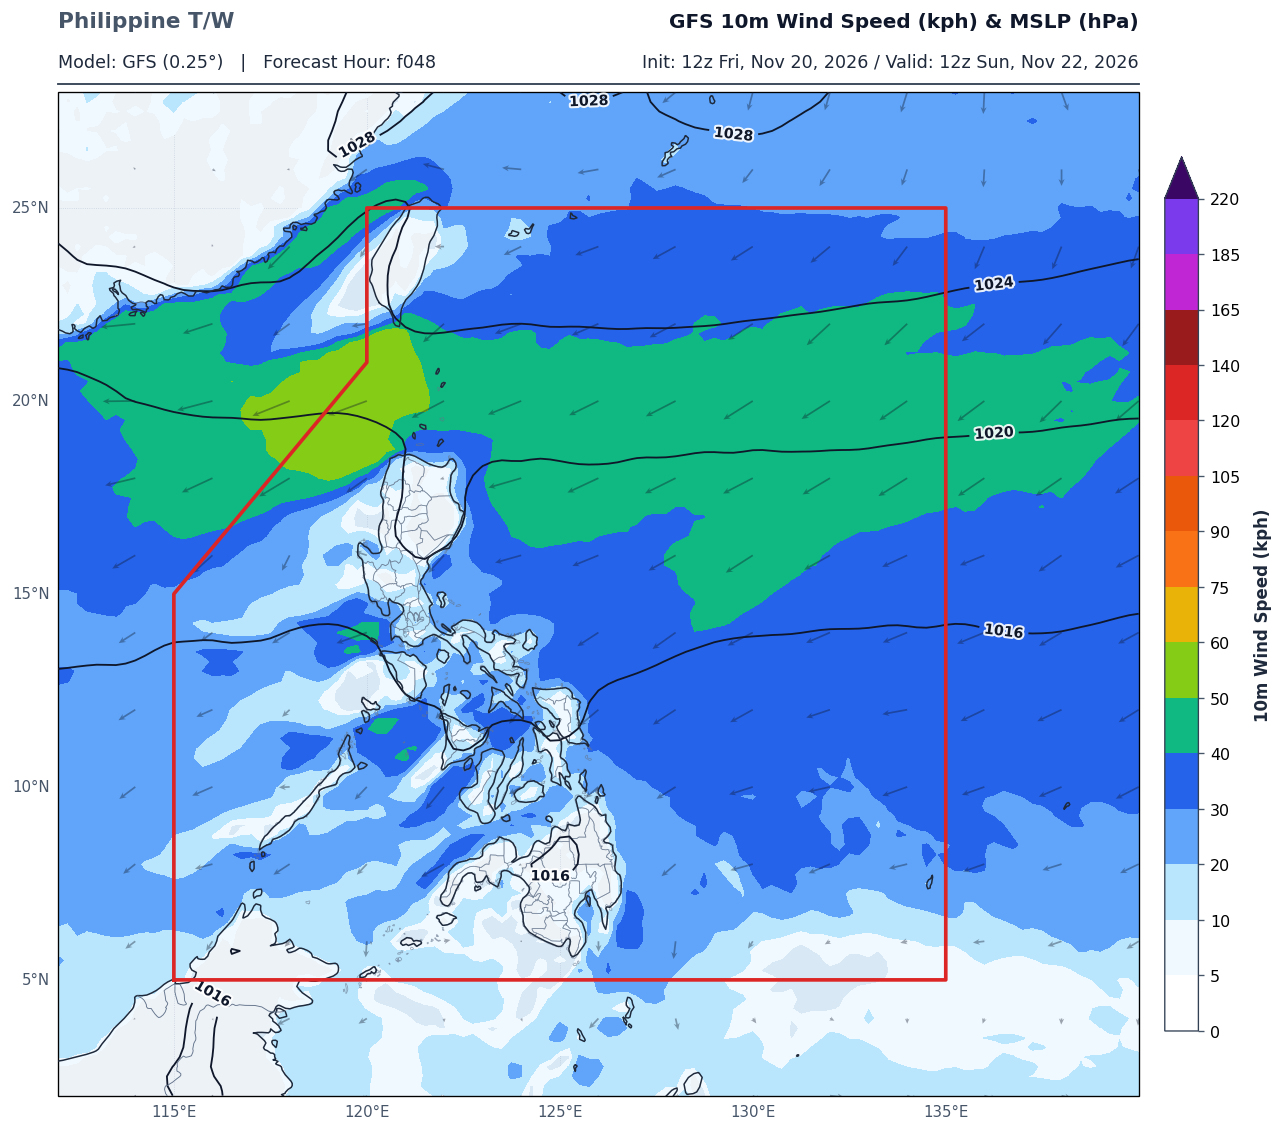 Philippine T/W
GFS 10m Wind Speed (kph) & MSLP (hPa)
Model: GFS (0.25°) | Forecast Hour: f048
Init: 12z Fri, Nov 20, 2026 / Valid: 12z Sun, Nov 22, 2026
1028
1028
1028
1024
1020
1016
1016
1016
25°N
20°N
15°N
10°N
5°N
115°E
120°E
125°E
130°E
135°E
220
185
165
140
120
105
90
75
60
50
40
30
20
10
5
0
10m Wind Speed (kph)